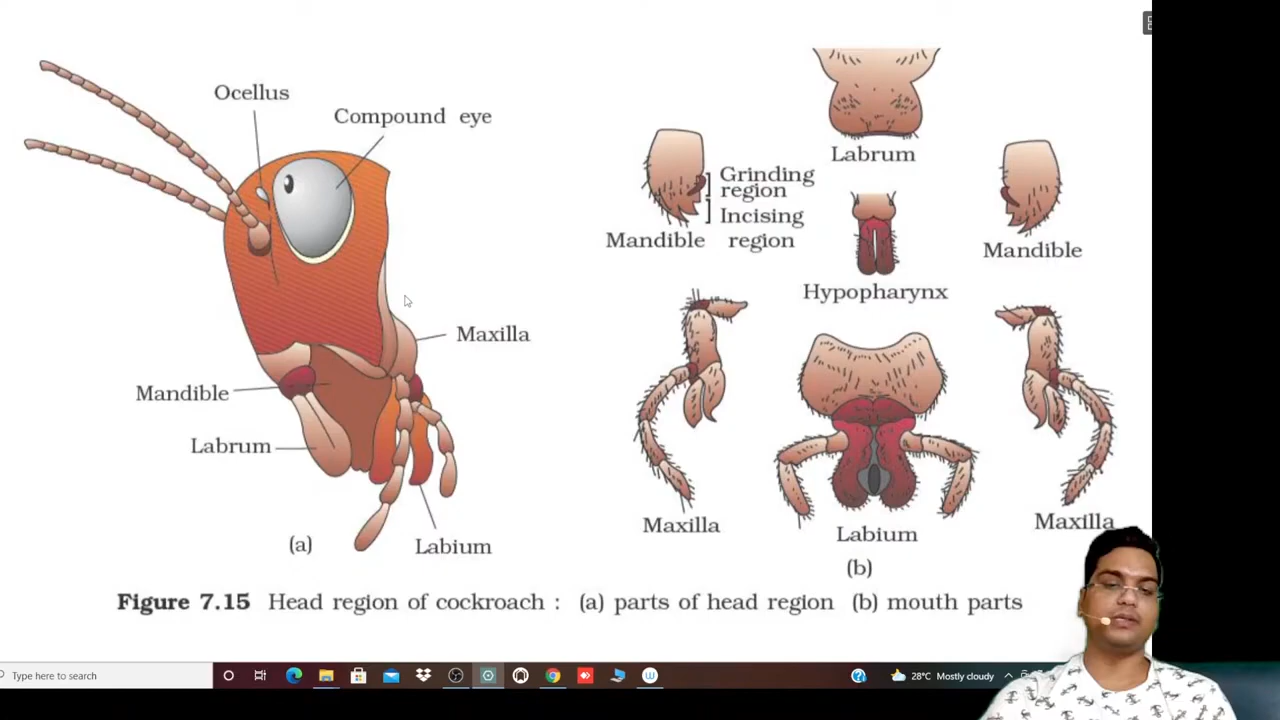 Ocellus
Compound eye
Maxilla
Mandible
Labrum
Labium
(a)
Labrum
Grinding
region
Incising
region
Mandible
Mandible
Hypopharynx
Maxilla
Labium
Maxilla
(b)
Figure 7.15 Head region of cockroach : (a) parts of head region (b) mouth parts
Type here to search
28°C Mostly cloudy